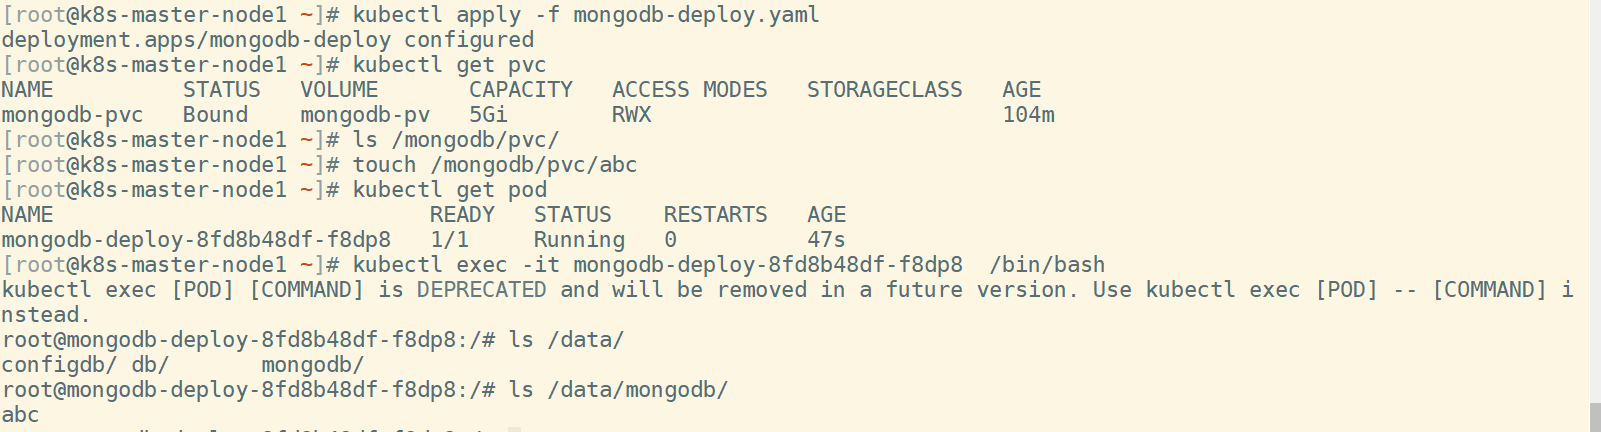 [root@k8s-master-node1 ~]# kubectl apply -f mongodb-deploy.yaml
deployment.apps/mongodb-deploy configured
[root@k8s-master-node1 ~]# kubectl get pvc
NAME          STATUS   VOLUME       CAPACITY   ACCESS MODES   STORAGECLASS   AGE
mongodb-pvc   Bound    mongodb-pv   5Gi        RWX                           104m
[root@k8s-master-node1 ~]# ls /mongodb/pvc/
[root@k8s-master-node1 ~]# touch /mongodb/pvc/abc
[root@k8s-master-node1 ~]# kubectl get pod
NAME                             READY   STATUS    RESTARTS   AGE
mongodb-deploy-8fd8b48df-f8dp8   1/1     Running   0          47s
[root@k8s-master-node1 ~]# kubectl exec -it mongodb-deploy-8fd8b48df-f8dp8  /bin/bash
kubectl exec [POD] [COMMAND] is DEPRECATED and will be removed in a future version. Use kubectl exec [POD] -- [COMMAND] i
nstead.
root@mongodb-deploy-8fd8b48df-f8dp8:/# ls /data/
configdb/ db/       mongodb/
root@mongodb-deploy-8fd8b48df-f8dp8:/# ls /data/mongodb/
abc